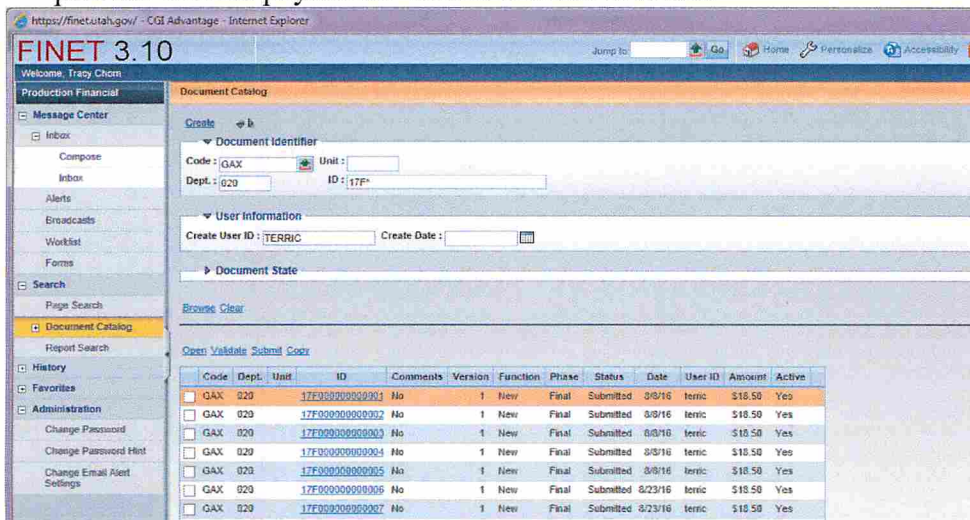 https://finet.utah.gov/ - CGI Advantage - Internet Explorer
FINET 3.10
Jump to: Go Home Personalize Accessibility
Welcome, Tracy Chorn
Production Financial
Message Center
Inbox
Compose
Inbox
Alerts
Broadcasts
Worklist
Forms
Search
Page Search
Document Catalog
Report Search
History
Favorites
Administration
Change Password
Change Password Hint
Change Email Alert
Settings
Document Catalog
Create
Document Identifier
Code : GAX Unit :
Dept. : 020 ID : 17F*
User Information
Create User ID : TERRIC Create Date :
Document State
Browse Clear
Open Validate Submit Copy
Code Dept. Unit ID Comments Version Function Phase Status Date User ID Amount Active
GAX 020 17F000000000001 No 1 New Final Submitted 8/8/16 terric $18.50 Yes
GAX 020 17F000000000002 No 1 New Final Submitted 8/8/16 terric $18.50 Yes
GAX 020 17F000000000003 No 1 New Final Submitted 8/8/16 terric $18.50 Yes
GAX 020 17F000000000004 No 1 New Final Submitted 8/8/16 terric $18.50 Yes
GAX 020 17F000000000005 No 1 New Final Submitted 8/8/16 terric $18.50 Yes
GAX 020 17F000000000006 No 1 New Final Submitted 8/23/16 terric $18.50 Yes
GAX 020 17F000000000007 No 1 New Final Submitted 8/23/16 terric $18.50 Yes